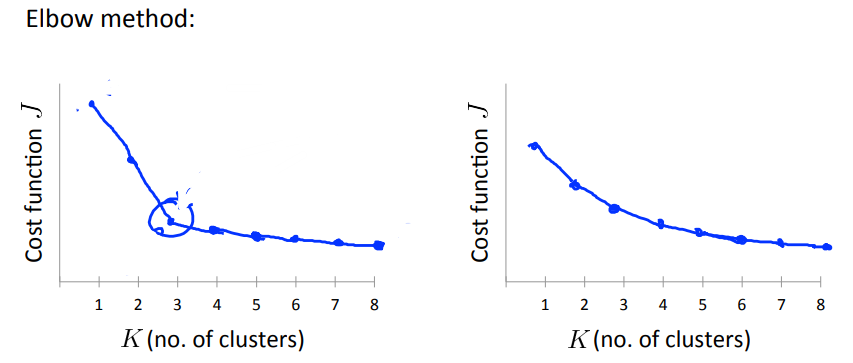 Elbow method:
Cost function J
1 2 3 4 5 6 7 8
K (no. of clusters)
Cost function J
1 2 3 4 5 6 7 8
K (no. of clusters)